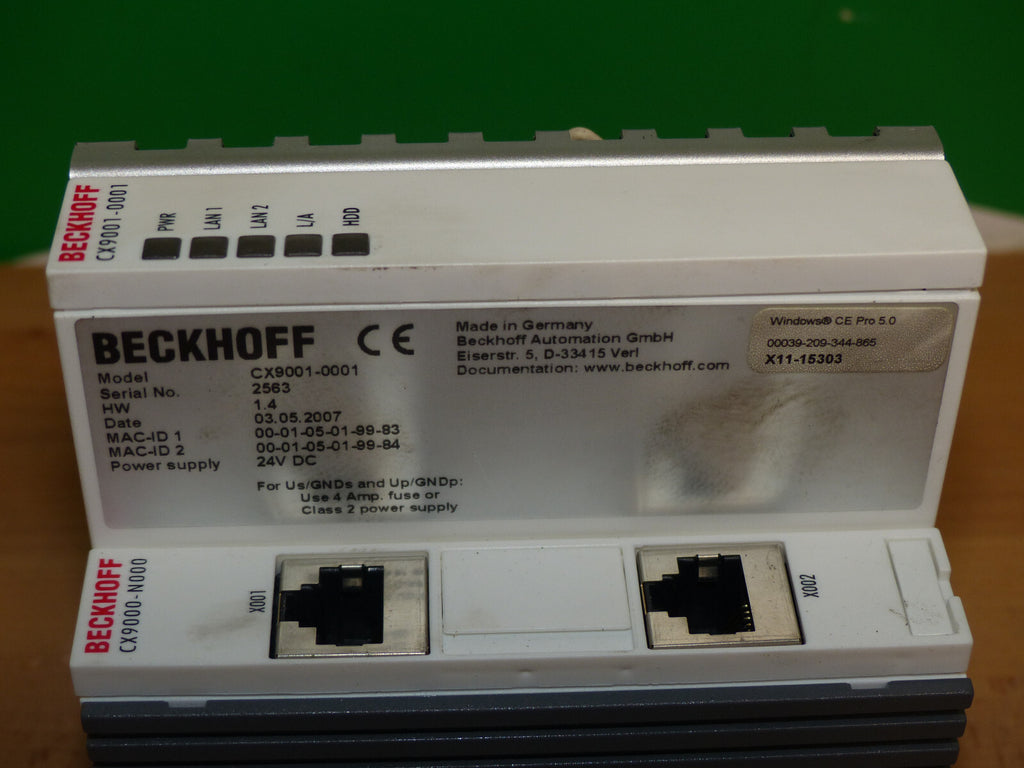 BECKHOFF
CX9001-0001
PWR
LAN 1
LAN 2
L/A
HDD
BECKHOFF CE
Model CX9001-0001
Serial No. 2563
HW 1.4
Date 03.05.2007
MAC-ID 1 00-01-05-01-99-83
MAC-ID 2 00-01-05-01-99-84
Power supply 24V DC
For Us/GNDs and Up/GNDp:
Use 4 Amp. fuse or
Class 2 power supply
Made in Germany
Beckhoff Automation GmbH
Eiserstr. 5, D-33415 Verl
Documentation: www.beckhoff.com
Windows® CE Pro 5.0
00039-209-344-865
X11-15303
BECKHOFF
CX9000-N000
X001
X002